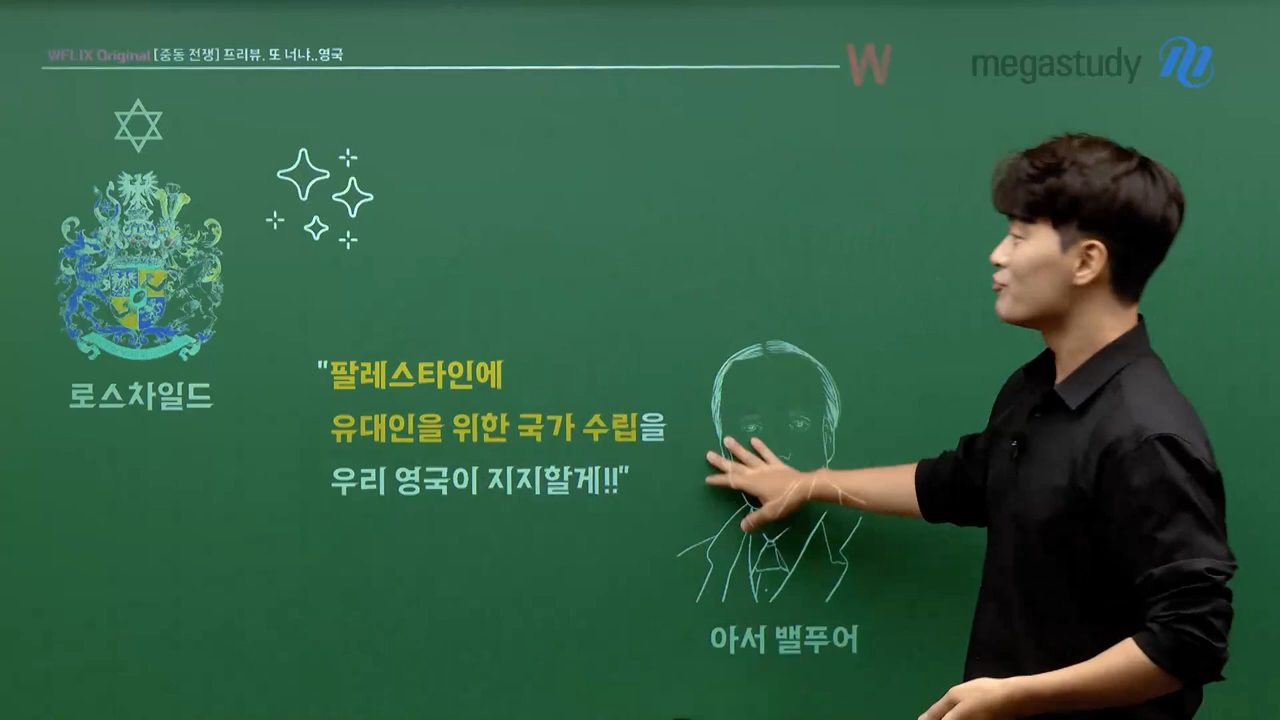 WFLIX Original [중동 전쟁] 프리뷰. 또 너냐..영국
W
megastudy
로스차일드
"팔레스타인에
유대인을 위한 국가 수립을
우리 영국이 지지할게!!"
아서 밸푸어